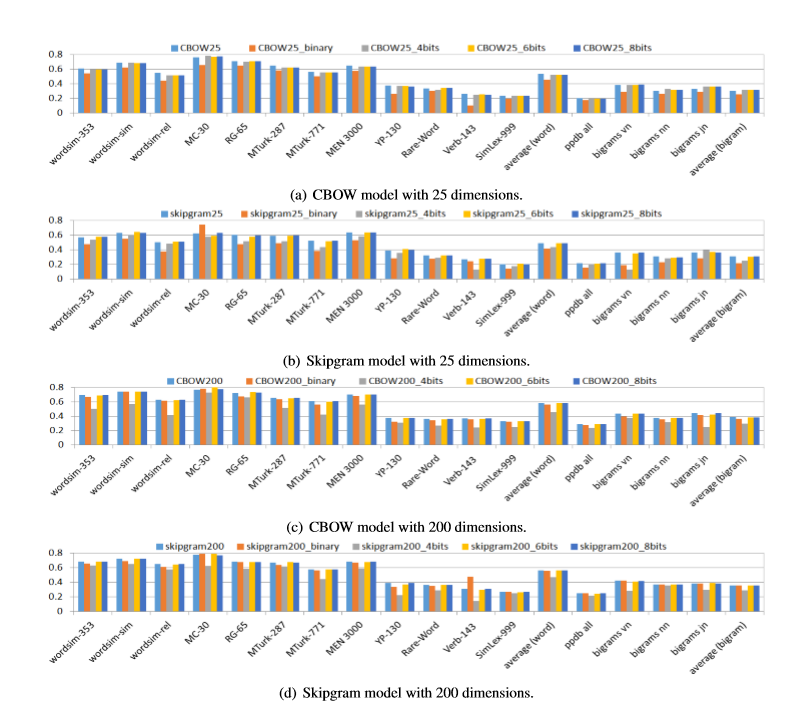 CBOW25 CBOW25_binary CBOW25_4bits CBOW25_6bits CBOW25_8bits
0.8
0.6
0.4
0.2
0
wordsim-353 wordsim-sim wordsim-rel MC-30 RG-65 MTurk-287 MTurk-771 MEN 3000 YP-130 Rare-Word Verb-143 SimLex-999 average (word) ppdb all bigrams vn bigrams nn bigrams jn average (bigram)
(a) CBOW model with 25 dimensions.
skipgram25 skipgram25_binary skipgram25_4bits skipgram25_6bits skipgram25_8bits
0.8
0.6
0.4
0.2
0
wordsim-353 wordsim-sim wordsim-rel MC-30 RG-65 MTurk-287 MTurk-771 MEN 3000 YP-130 Rare-Word Verb-143 SimLex-999 average (word) ppdb all bigrams vn bigrams nn bigrams jn average (bigram)
(b) Skipgram model with 25 dimensions.
CBOW200 CBOW200_binary CBOW200_4bits CBOW200_6bits CBOW200_8bits
0.8
0.6
0.4
0.2
0
wordsim-353 wordsim-sim wordsim-rel MC-30 RG-65 MTurk-287 MTurk-771 MEN 3000 YP-130 Rare-Word Verb-143 SimLex-999 average (word) ppdb all bigrams vn bigrams nn bigrams jn average (bigram)
(c) CBOW model with 200 dimensions.
skipgram200 skipgram200_binary skipgram200_4bits skipgram200_6bits skipgram200_8bits
0.8
0.6
0.4
0.2
0
wordsim-353 wordsim-sim wordsim-rel MC-30 RG-65 MTurk-287 MTurk-771 MEN 3000 YP-130 Rare-Word Verb-143 SimLex-999 average (word) ppdb all bigrams vn bigrams nn bigrams jn average (bigram)
(d) Skipgram model with 200 dimensions.